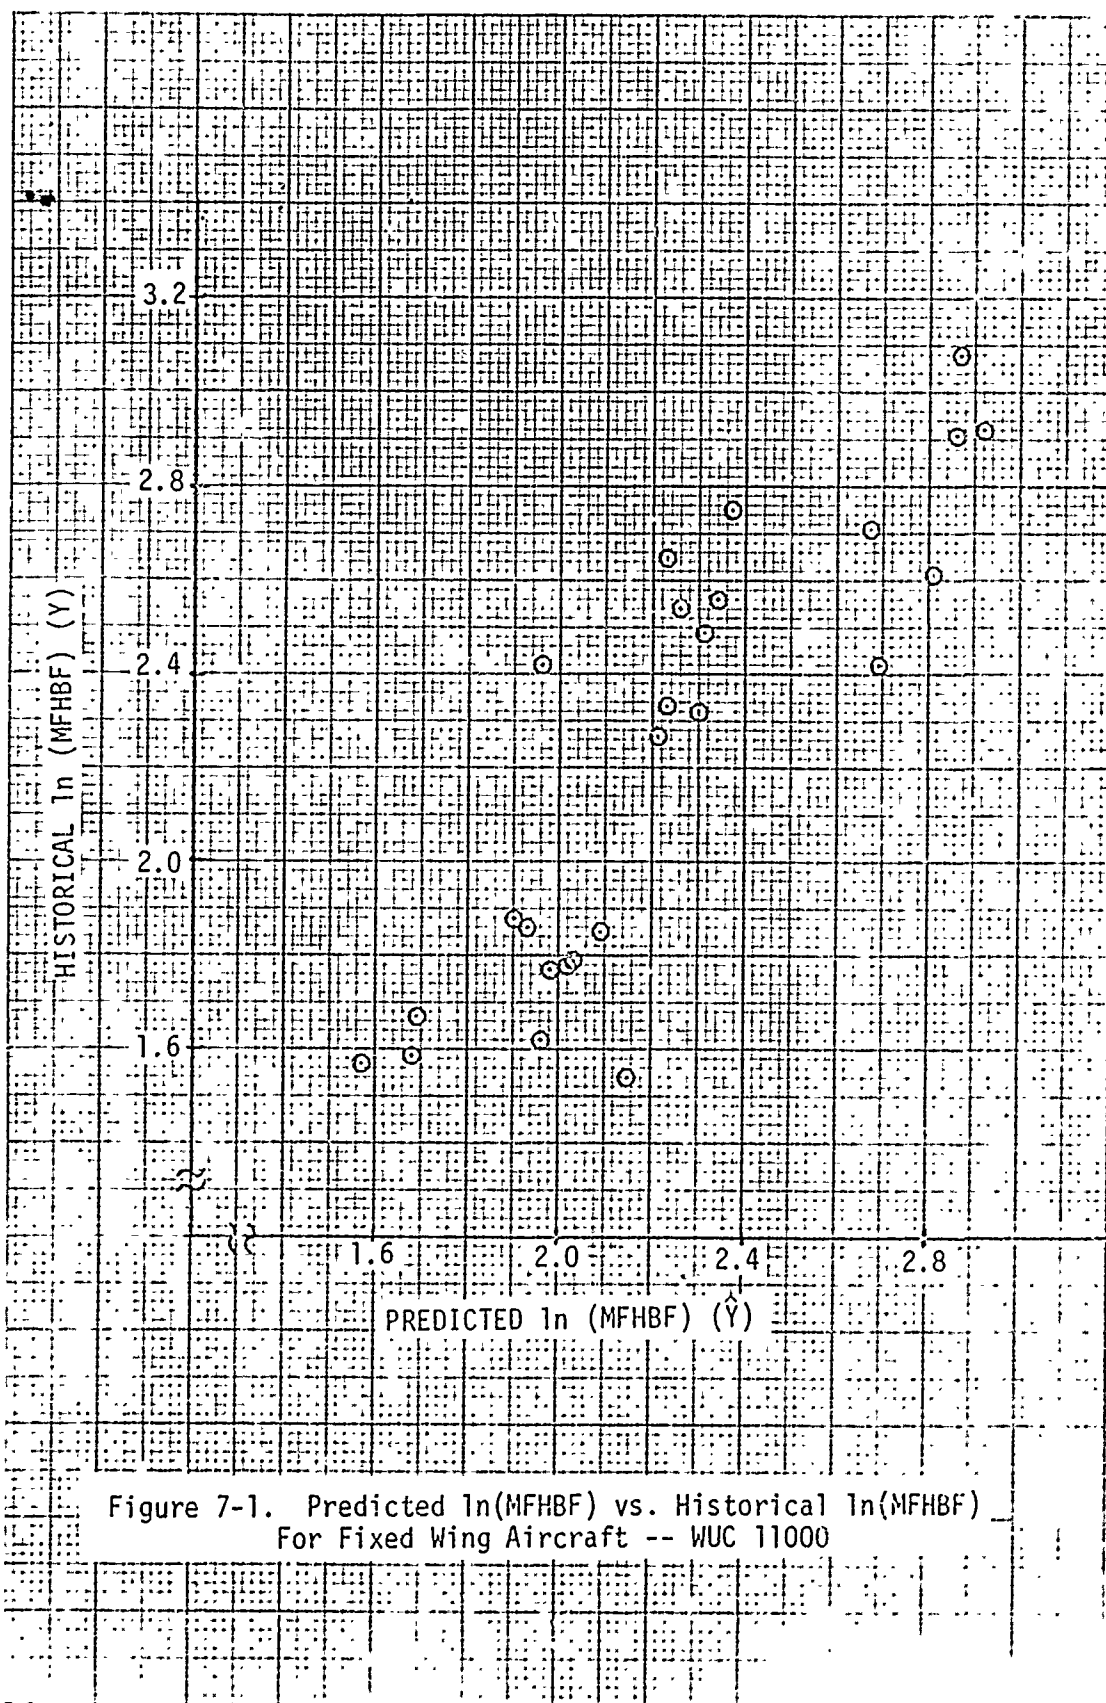 3.2
2.8
2.4
2.0
1.6
HISTORICAL ln (MFHBF) (Y)
1.6 2.0 2.4 2.8
PREDICTED ln (MFHBF) (Ŷ)
Figure 7-1. Predicted ln(MFHBF) vs. Historical ln(MFHBF)
For Fixed Wing Aircraft -- WUC 11000